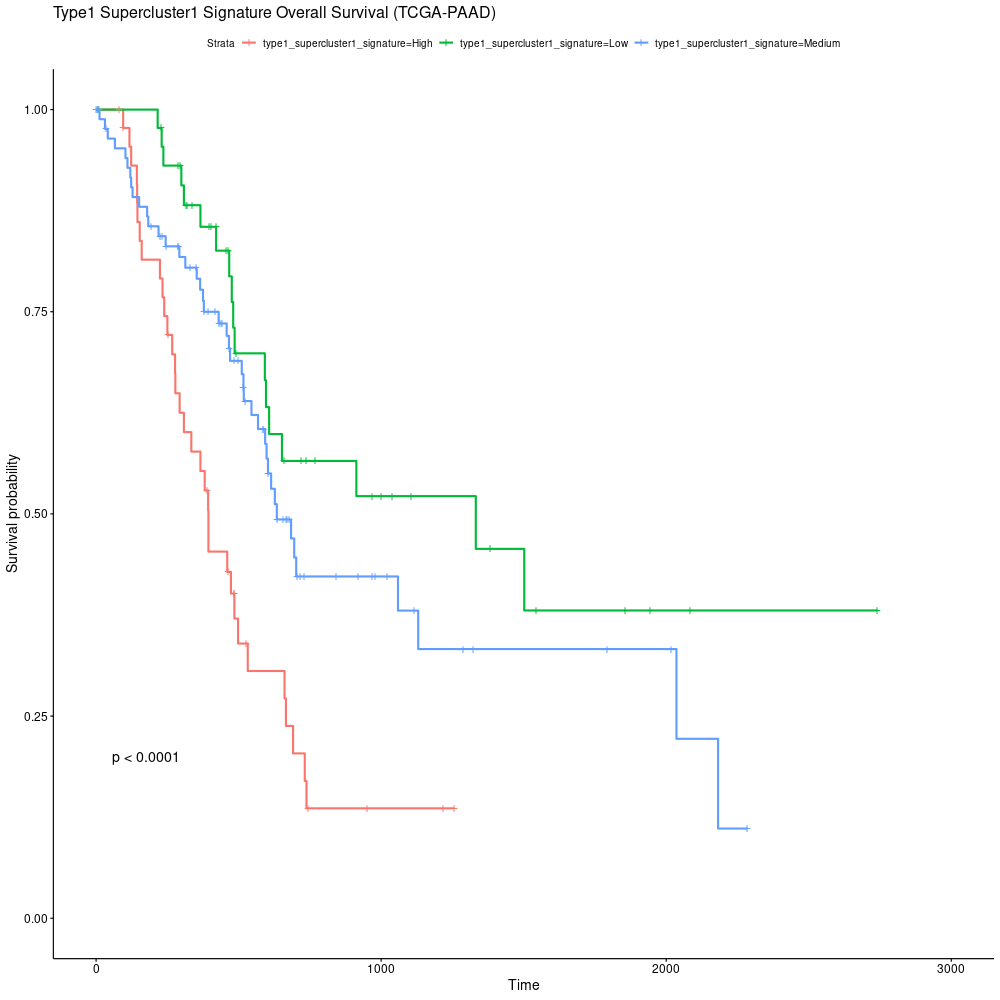 Type1 Supercluster1 Signature Overall Survival (TCGA-PAAD)
Strata type1_supercluster1_signature=High type1_supercluster1_signature=Low type1_supercluster1_signature=Medium
1.00
0.75
Survival probability
0.50
0.25
p < 0.0001
0.00
0 1000 2000 3000
Time